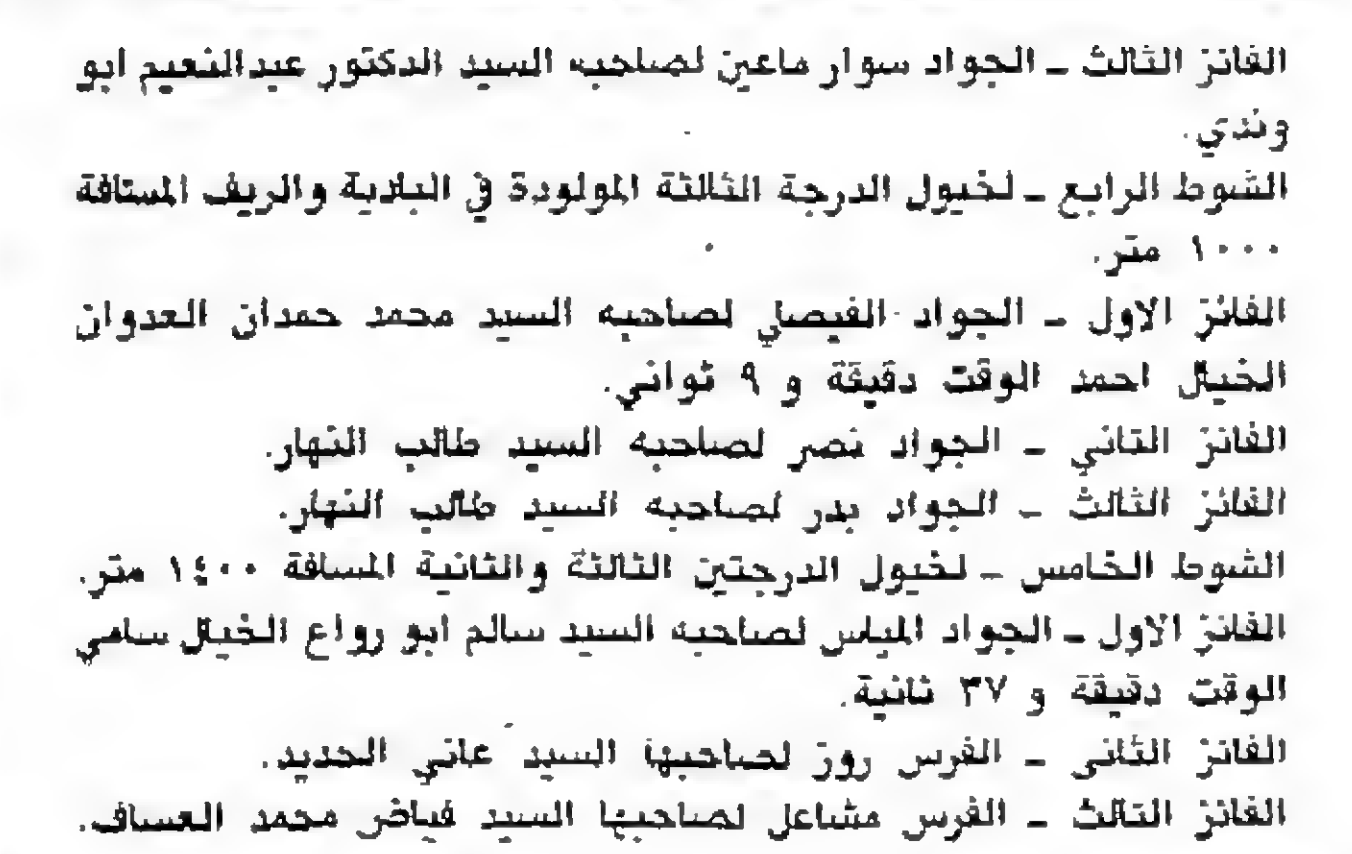 الفائز الثالث ـ الجواد سوار ماعين لصاحبه السيد الدكتور عبدالنعيم ابو
وندي.
الشوط الرابع ـ لخيول الدرجة الثالثة المولودة في البادية والريف المسافة
١٠٠٠ متر.
الفائز الاول ـ الجواد الفيصلي لصاحبه السيد محمد حمدان العدوان
الخيال احمد الوقت دقيقة و ٩ ثواني.
الفائز الثاني ـ الجواد نصر لصاحبه السيد طالب النهار.
الفائز الثالث ـ الجواد بدر لصاحبه السيد طالب النهار.
الشوط الخامس ـ لخيول الدرجتين الثالثة والثانية المسافة ١٤٠٠ متر.
الفائز الاول ـ الجواد المياس لصاحبه السيد سالم ابو رواع الخيال سامي
الوقت دقيقة و ٣٧ ثانية.
الفائز الثانى ـ الفرس روز لصاحبها السيد عاني الحديد.
الفائز الثالث ـ الفرس مشاعل لصاحبها السيد فياض محمد العساف.